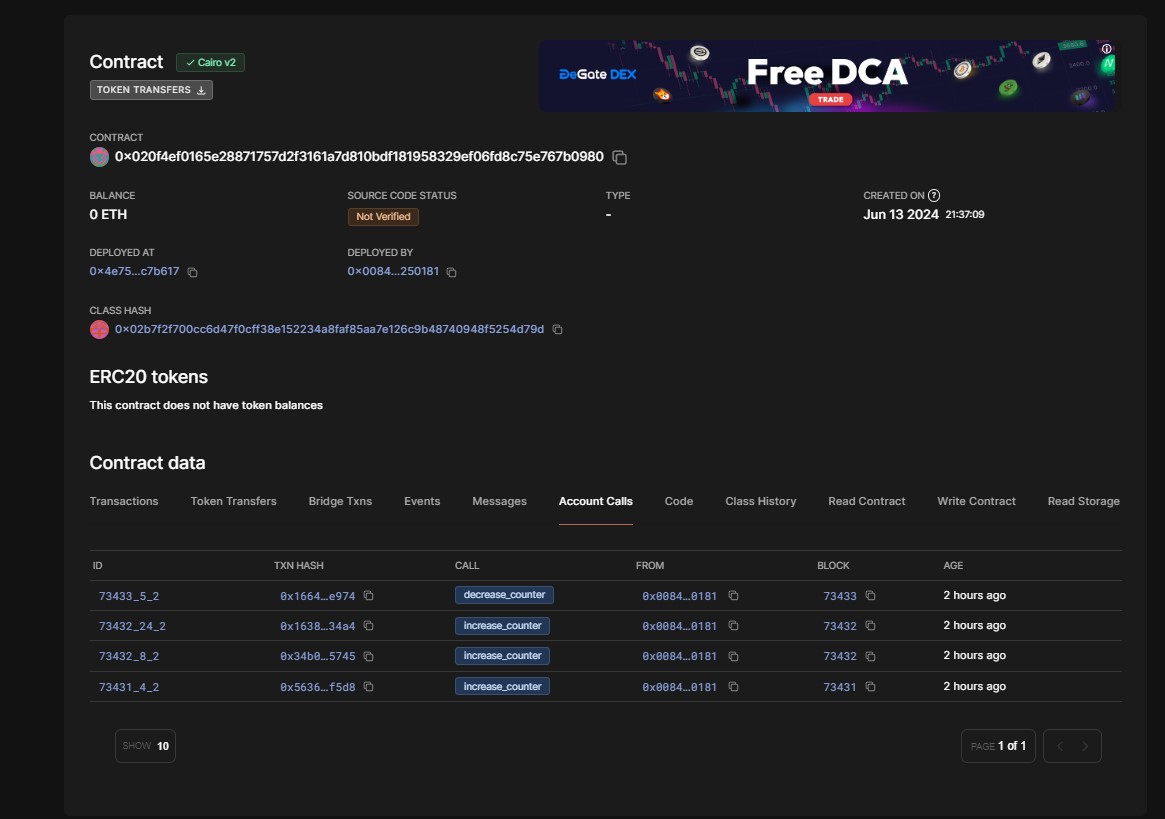 Contract ✓ Cairo v2
TOKEN TRANSFERS
DeGate DEX
Free DCA
TRADE
CONTRACT
0x020f4ef0165e28871757d2f3161a7d810bdf181958329ef06fd8c75e767b0980
BALANCE SOURCE CODE STATUS TYPE CREATED ON ?
0 ETH Not Verified - Jun 13 2024 21:37:09
DEPLOYED AT DEPLOYED BY
0x4e75...c7b617 0x0084...250181
CLASS HASH
0x02b7f2f700cc6d47f0cff38e152234a8faf85aa7e126c9b48740948f5254d79d
ERC20 tokens
This contract does not have token balances
Contract data
Transactions Token Transfers Bridge Txns Events Messages Account Calls Code Class History Read Contract Write Contract Read Storage
ID TXN HASH CALL FROM BLOCK AGE
73433_5_2 0x1664…e974 decrease_counter 0x0084…0181 73433 2 hours ago
73432_24_2 0x1638…34a4 increase_counter 0x0084…0181 73432 2 hours ago
73432_8_2 0x34b0…5745 increase_counter 0x0084…0181 73432 2 hours ago
73431_4_2 0x5636…f5d8 increase_counter 0x0084…0181 73431 2 hours ago
SHOW 10 PAGE 1 of 1